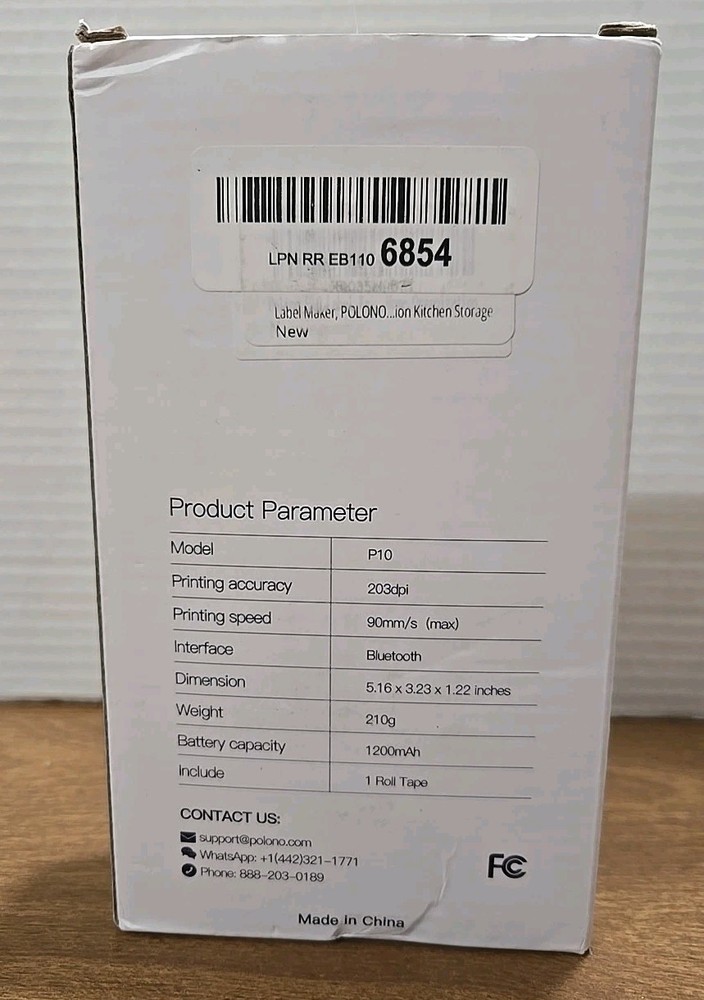 LPN RR EB110 6854
Label Maker, POLONO...ion Kitchen Storage
New
Product Parameter
Model P10
Printing accuracy 203dpi
Printing speed 90mm/s (max)
Interface Bluetooth
Dimension 5.16 x 3.23 x 1.22 inches
Weight 210g
Battery capacity 1200mAh
Include 1 Roll Tape
CONTACT US:
support@polono.com
WhatsApp: +1(442)321-1771
Phone: 888-203-0189
FC
Made in China